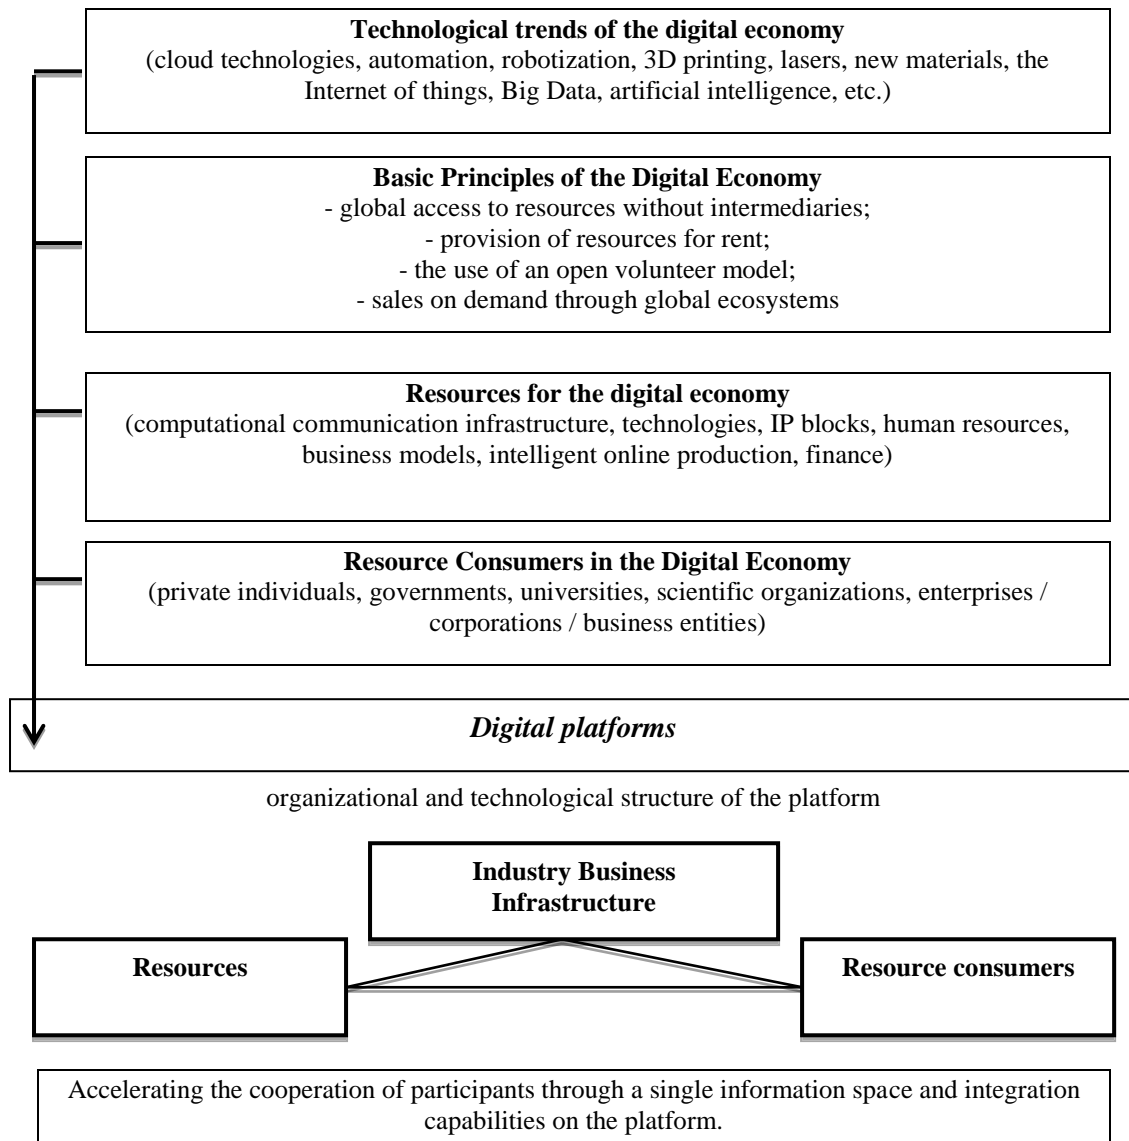 Technological trends of the digital economy
(cloud technologies, automation, robotization, 3D printing, lasers, new materials, the
Internet of things, Big Data, artificial intelligence, etc.)
Basic Principles of the Digital Economy
- global access to resources without intermediaries;
- provision of resources for rent;
- the use of an open volunteer model;
- sales on demand through global ecosystems
Resources for the digital economy
(computational communication infrastructure, technologies, IP blocks, human resources,
business models, intelligent online production, finance)
Resource Consumers in the Digital Economy
(private individuals, governments, universities, scientific organizations, enterprises /
corporations / business entities)
Digital platforms
organizational and technological structure of the platform
Industry Business
Infrastructure
Resources
Resource consumers
Accelerating the cooperation of participants through a single information space and integration
capabilities on the platform.